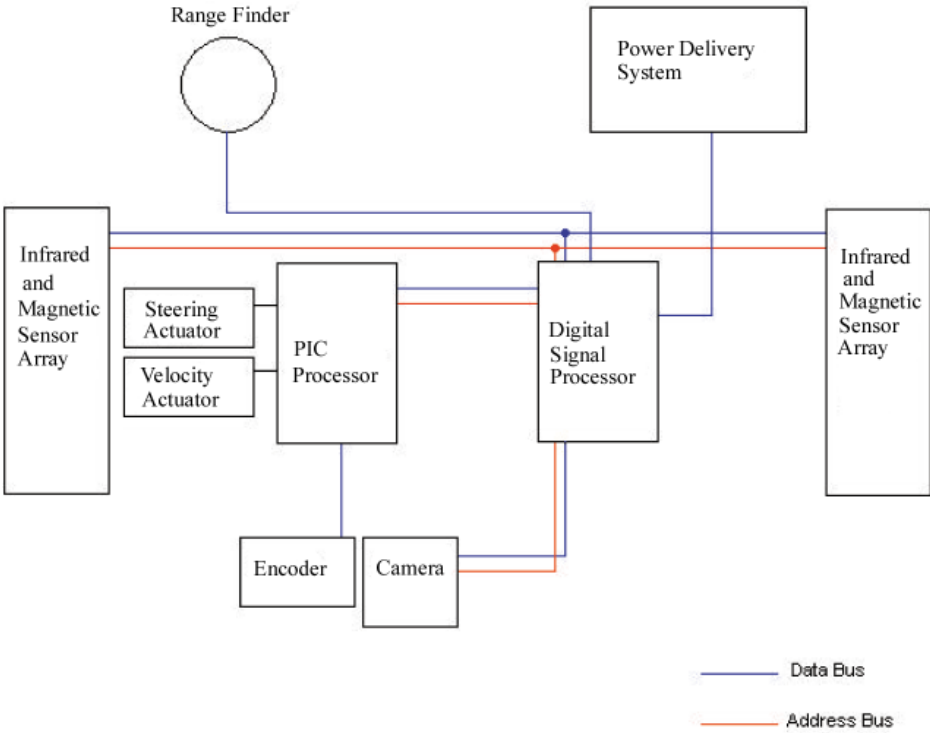 Range Finder
Power Delivery
System
Infrared
and
Magnetic
Sensor
Array
Steering
Actuator
Velocity
Actuator
PIC
Processor
Digital
Signal
Processor
Infrared
and
Magnetic
Sensor
Array
Encoder
Camera
Data Bus
Address Bus